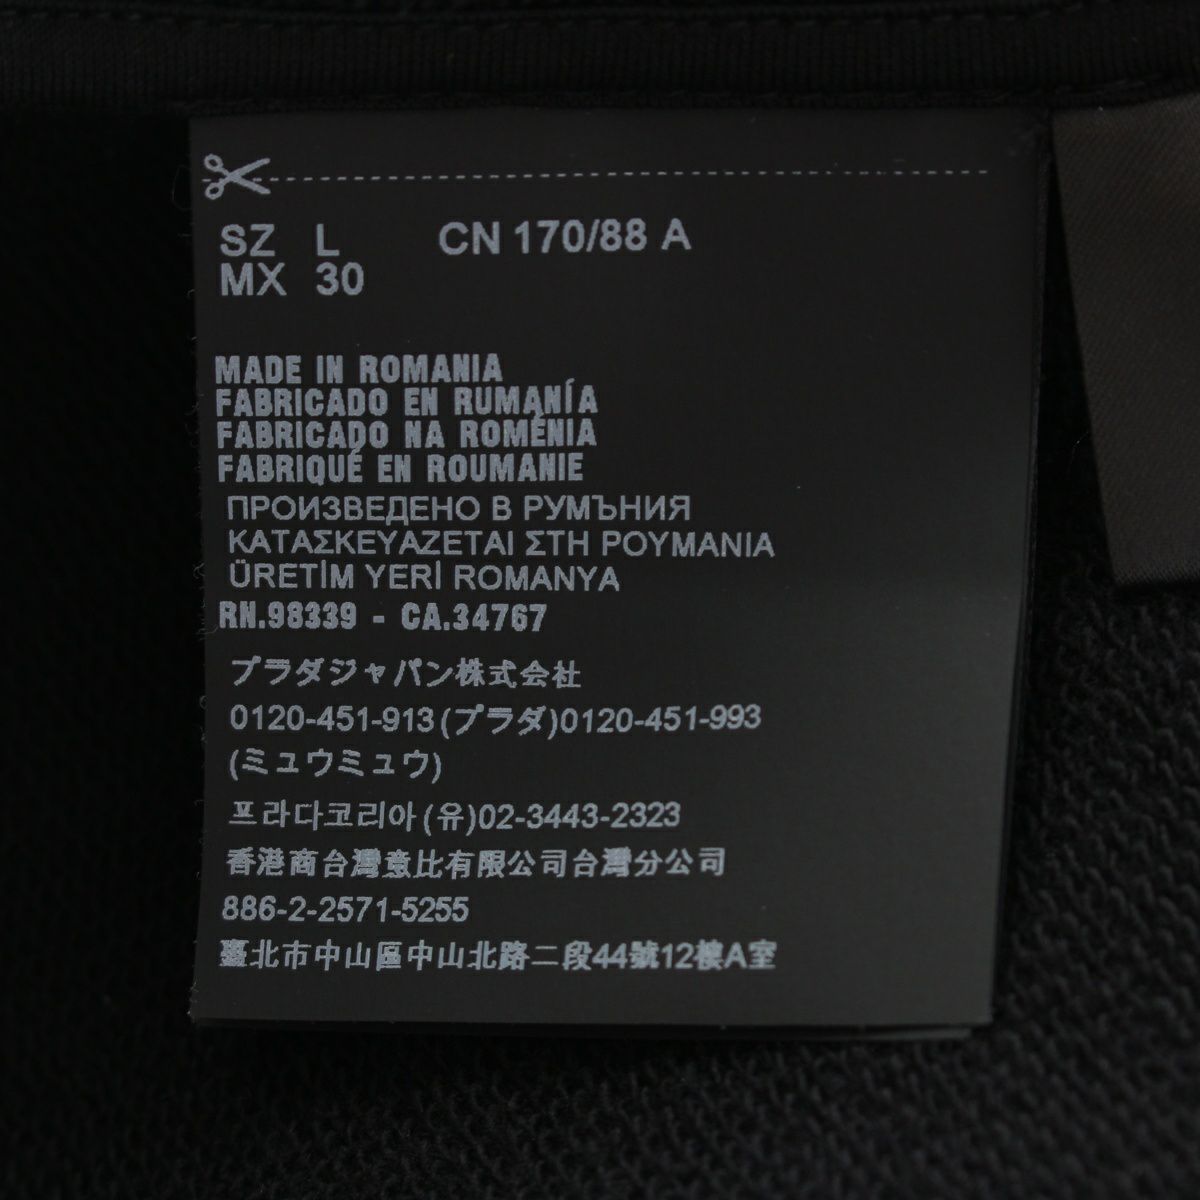 SZ L CN 170/88 A
MX 30
MADE IN ROMANIA
FABRICADO EN RUMANÍA
FABRICADO NA ROMÉNIA
FABRIQUÉ EN ROUMANIE
ПРОИЗВЕДЕНО В РУМЪНИЯ
ΚΑΤΑΣΚΕΥΑΖΕΤΑΙ ΣΤΗ ΡΟΥΜΑΝΙΑ
ÜRETİM YERİ ROMANYA
RN.98339 - CA.34767
プラダジャパン株式会社
0120-451-913(プラダ)0120-451-993
(ミュウミュウ)
프라다코리아(유)02-3443-2323
香港商台灣意比有限公司台灣分公司
886-2-2571-5255
臺北市中山區中山北路二段44號12樓A室